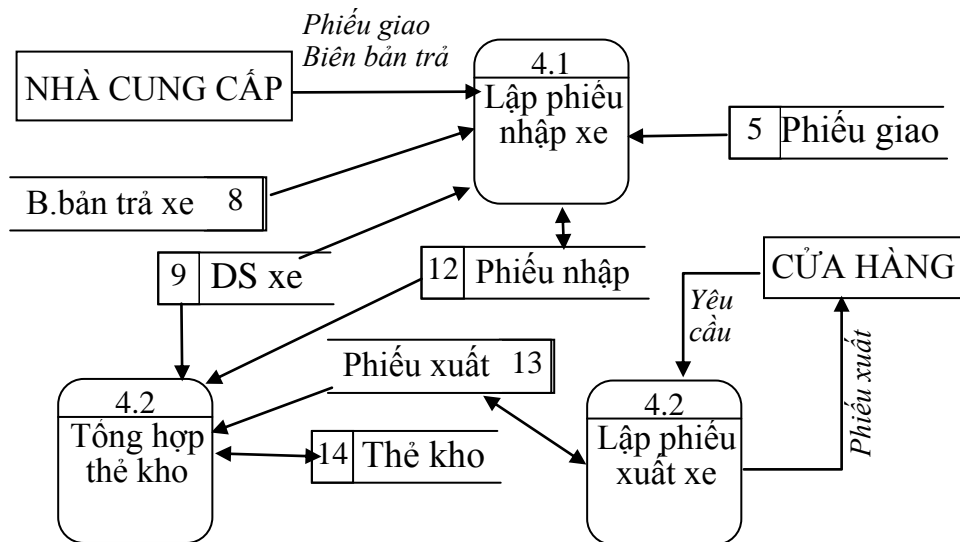 Phiếu giao
Biên bản trả
NHÀ CUNG CẤP
4.1
Lập phiếu
nhập xe
5 Phiếu giao
B.bản trả xe 8
9 DS xe
12 Phiếu nhập
CỬA HÀNG
Yêu
cầu
Phiếu xuất
Phiếu xuất 13
4.2
Tổng hợp
thẻ kho
14 Thẻ kho
4.2
Lập phiếu
xuất xe